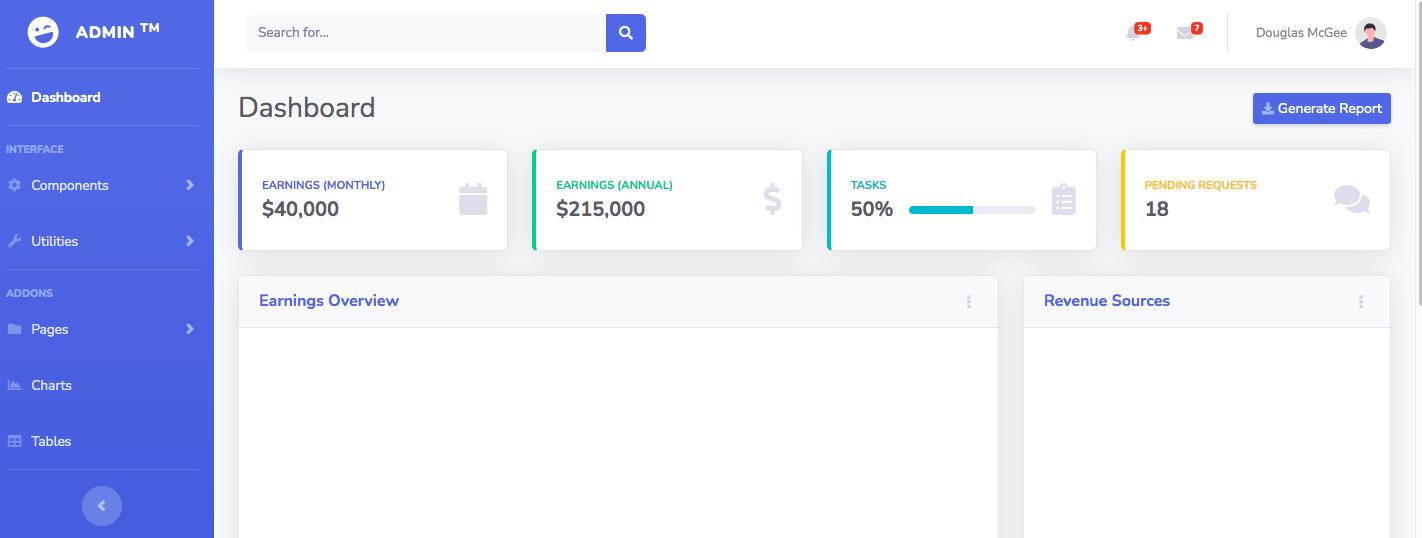 ADMIN TM
Search for...
3+
7
Douglas McGee
Dashboard
INTERFACE
Components
Utilities
ADDONS
Pages
Charts
Tables
Dashboard
Generate Report
EARNINGS (MONTHLY)
$40,000
EARNINGS (ANNUAL)
$215,000
TASKS
50%
PENDING REQUESTS
18
Earnings Overview
Revenue Sources